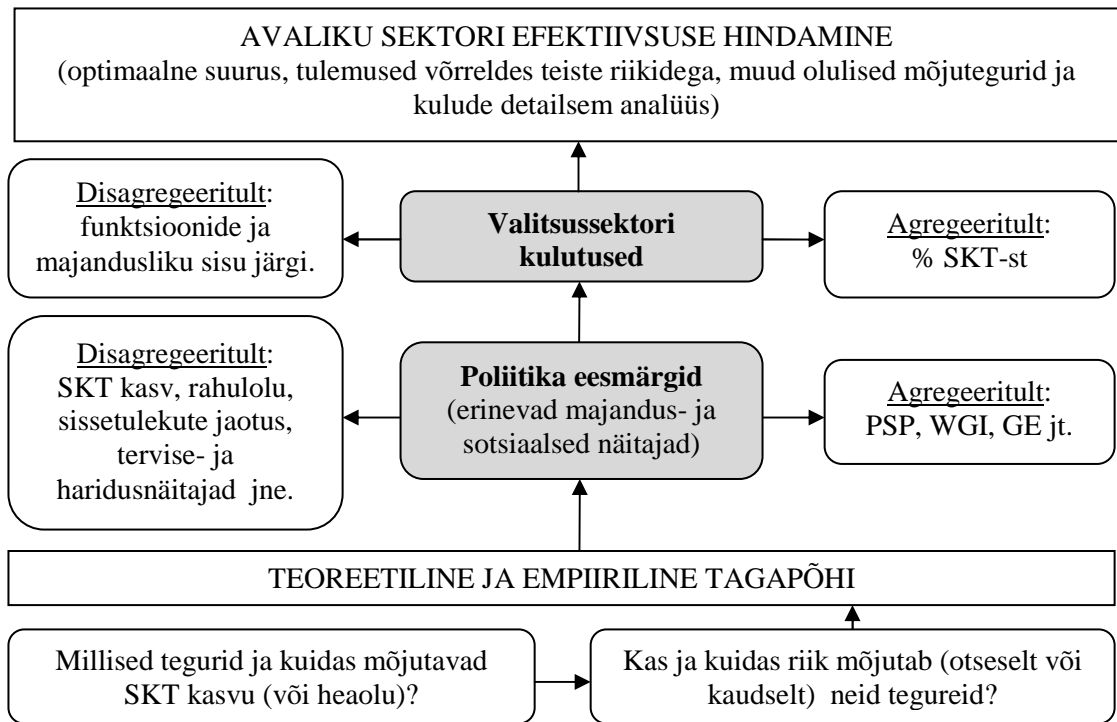 AVALIKU SEKTORI EFEKTIIVSUSE HINDAMINE
(optimaalne suurus, tulemused võrreldes teiste riikidega, muud olulised mõjutegurid ja
kulude detailsem analüüs)
Disagregeeritult:
funktsioonide ja
majandusliku sisu järgi.
Valitsussektori
kulutused
Agregeeritult:
% SKT-st
Disagregeeritult:
SKT kasv, rahulolu,
sissetulekute jaotus,
tervise- ja
haridusnäitajad jne.
Poliitika eesmärgid
(erinevad majandus- ja
sotsiaalsed näitajad)
Agregeeritult:
PSP, WGI, GE jt.
TEOREETILINE JA EMPIIRILINE TAGAPÕHI
Millised tegurid ja kuidas mõjutavad
SKT kasvu (või heaolu)?
Kas ja kuidas riik mõjutab (otseselt või
kaudselt) neid tegureid?